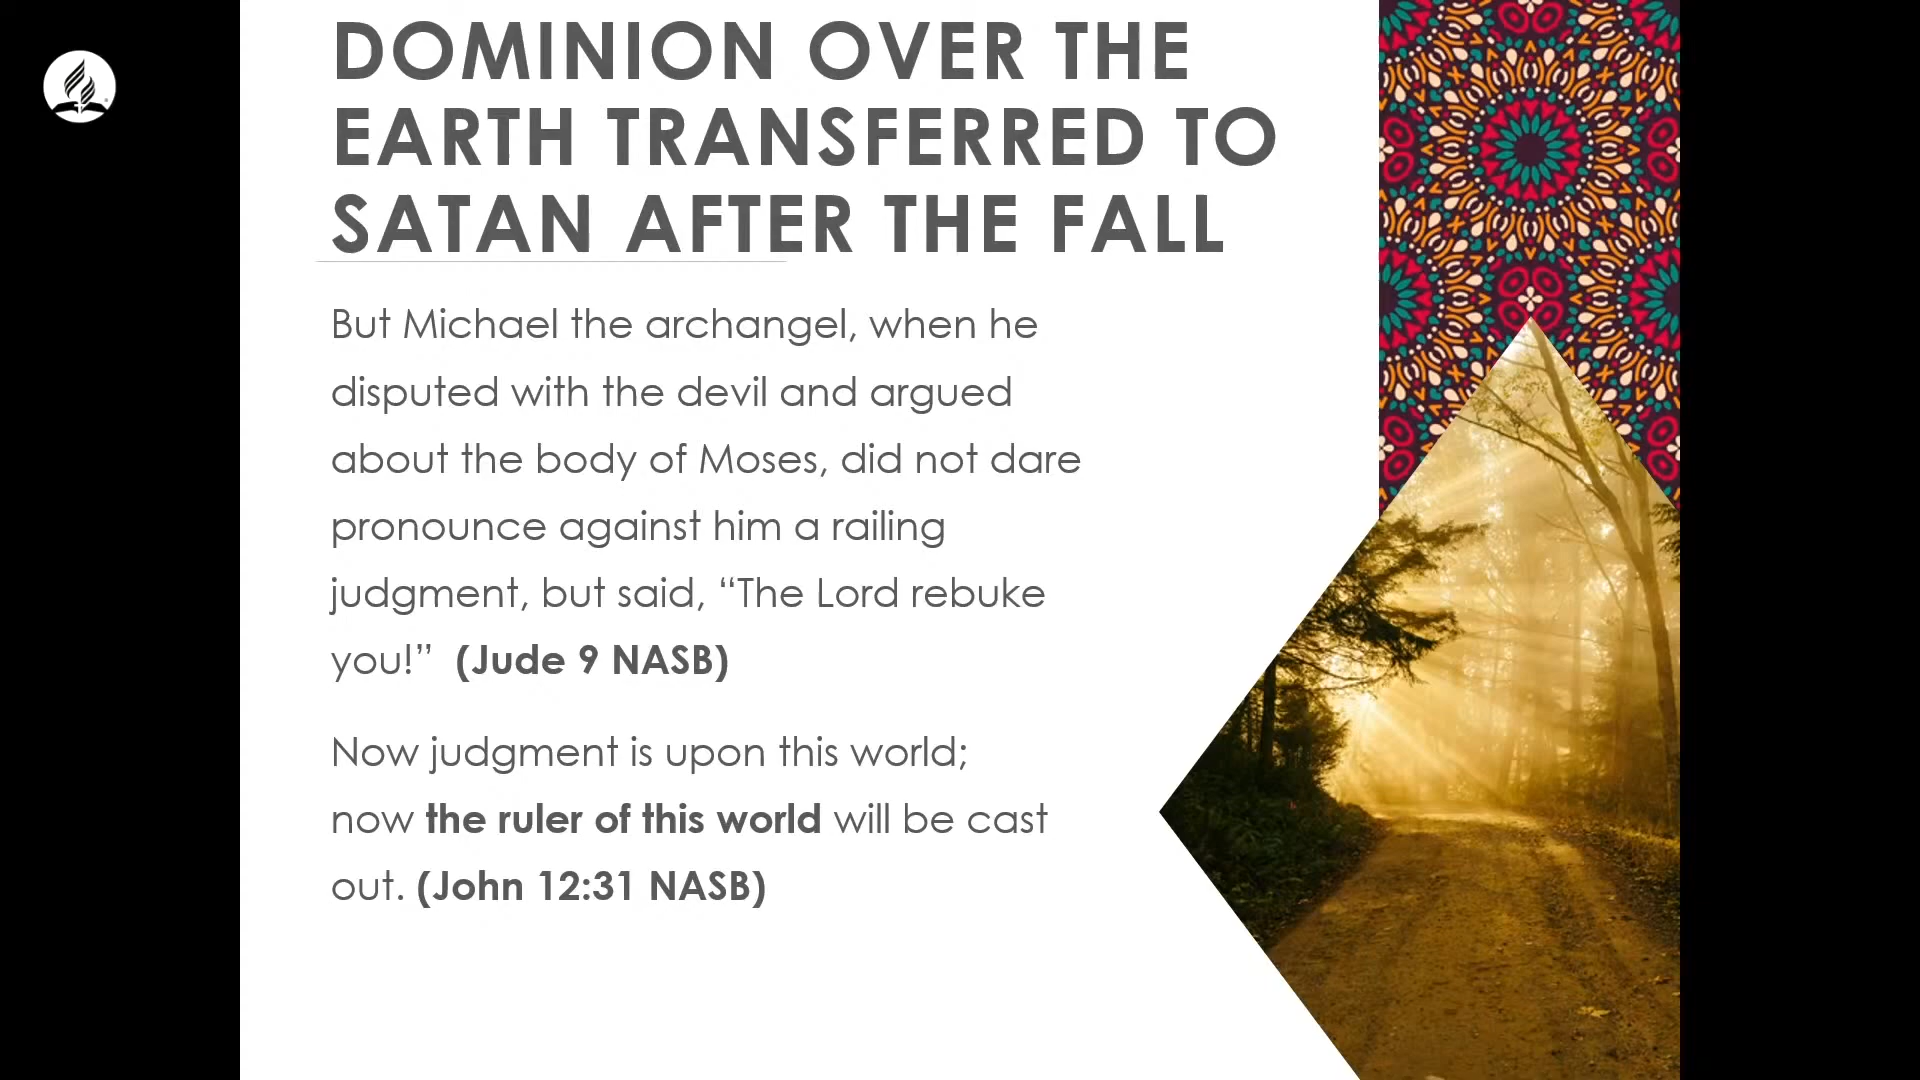 DOMINION OVER THE
EARTH TRANSFERRED TO
SATAN AFTER THE FALL
But Michael the archangel, when he
disputed with the devil and argued
about the body of Moses, did not dare
pronounce against him a railing
judgment, but said, “The Lord rebuke
you!” (Jude 9 NASB)
Now judgment is upon this world;
now the ruler of this world will be cast
out. (John 12:31 NASB)